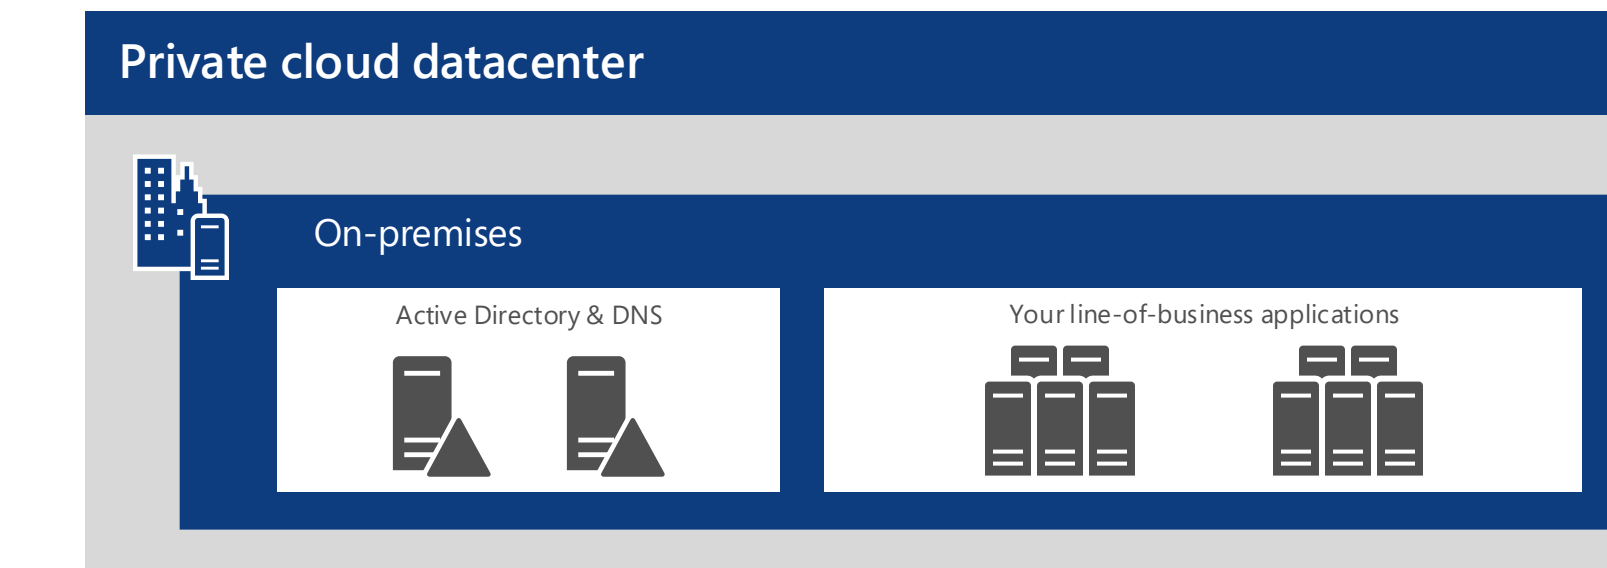 Private cloud datacenter
On-premises
Active Directory & DNS
Your line-of-business applications